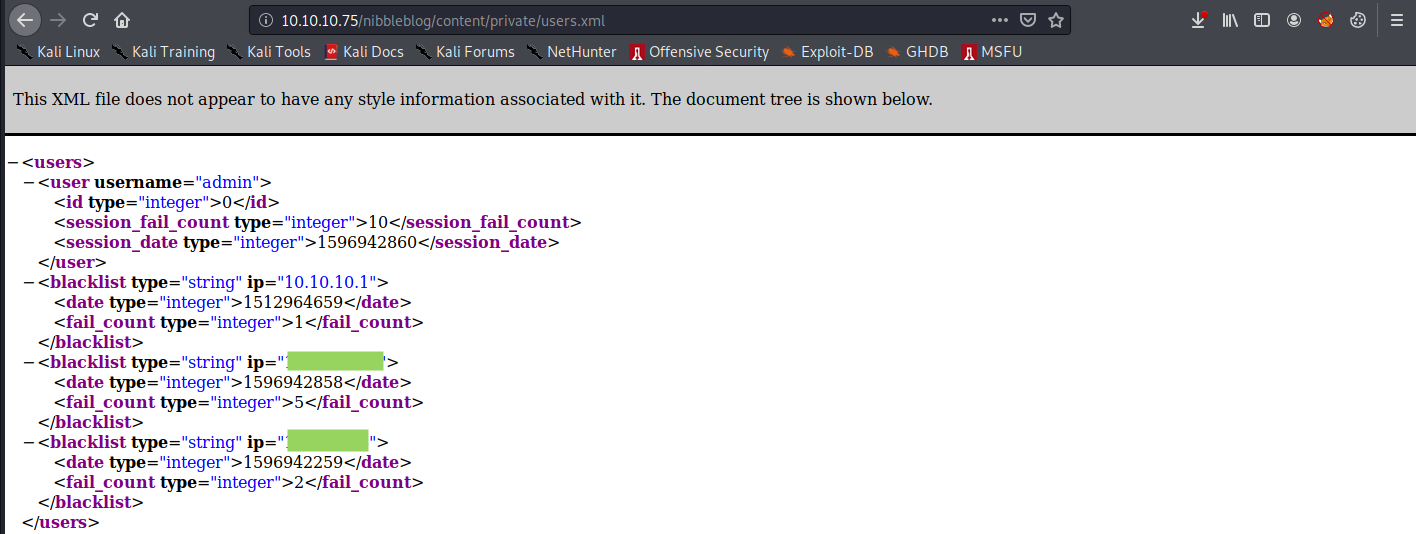 10.10.10.75/nibbleblog/content/private/users.xml
Kali Linux Kali Training Kali Tools Kali Docs Kali Forums NetHunter Offensive Security Exploit-DB GHDB MSFU
This XML file does not appear to have any style information associated with it. The document tree is shown below.
−<users>
−<user username="admin">
<id type="integer">0</id>
<session_fail_count type="integer">10</session_fail_count>
<session_date type="integer">1596942860</session_date>
</user>
−<blacklist type="string" ip="10.10.10.1">
<date type="integer">1512964659</date>
<fail_count type="integer">1</fail_count>
</blacklist>
−<blacklist type="string" ip="">
<date type="integer">1596942858</date>
<fail_count type="integer">5</fail_count>
</blacklist>
−<blacklist type="string" ip="">
<date type="integer">1596942259</date>
<fail_count type="integer">2</fail_count>
</blacklist>
</users>